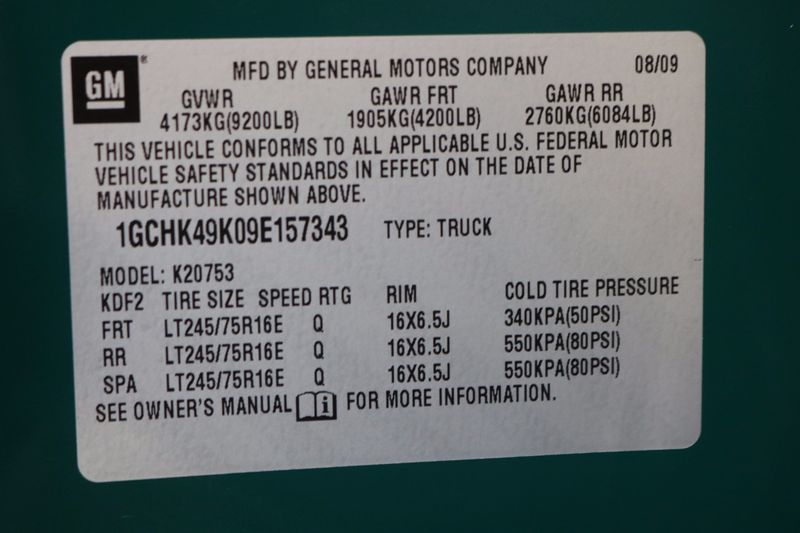 GM
MFD BY GENERAL MOTORS COMPANY 08/09
GVWR GAWR FRT GAWR RR
4173KG(9200LB) 1905KG(4200LB) 2760KG(6084LB)
THIS VEHICLE CONFORMS TO ALL APPLICABLE U.S. FEDERAL MOTOR
VEHICLE SAFETY STANDARDS IN EFFECT ON THE DATE OF
MANUFACTURE SHOWN ABOVE.
1GCHK49K09E157343 TYPE: TRUCK
MODEL: K20753
KDF2 TIRE SIZE SPEED RTG RIM COLD TIRE PRESSURE
FRT LT245/75R16E Q 16X6.5J 340KPA(50PSI)
RR LT245/75R16E Q 16X6.5J 550KPA(80PSI)
SPA LT245/75R16E Q 16X6.5J 550KPA(80PSI)
SEE OWNER'S MANUAL i FOR MORE INFORMATION.